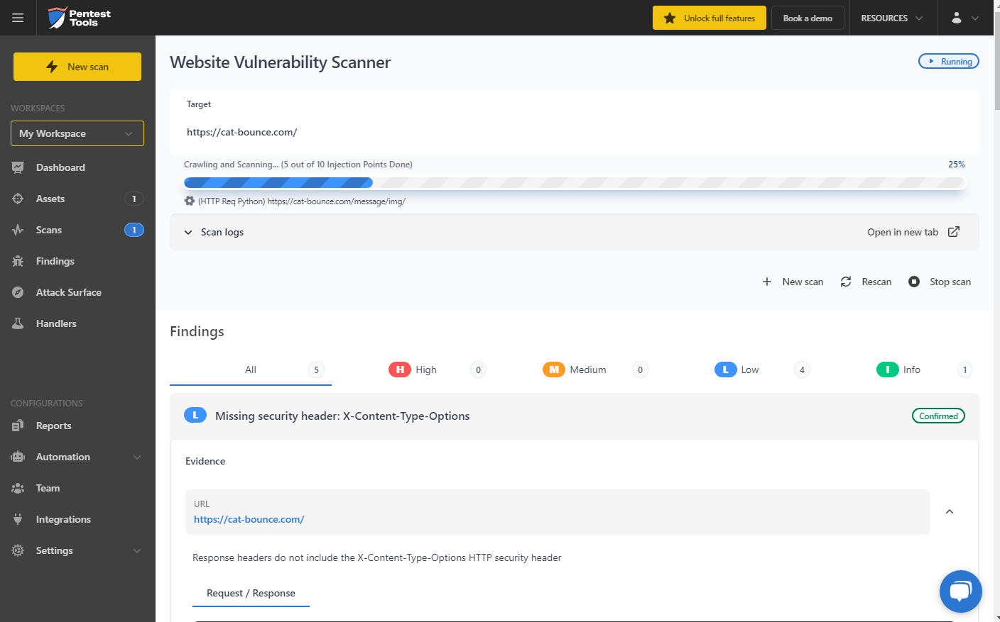 Pentest
Tools
Unlock full features
Book a demo
RESOURCES
New scan
WORKSPACES
My Workspace
Dashboard
Assets 1
Scans 1
Findings
Attack Surface
Handlers
CONFIGURATIONS
Reports
Automation
Team
Integrations
Settings
Website Vulnerability Scanner
Running
Target
https://cat-bounce.com/
Crawling and Scanning... (5 out of 10 Injection Points Done) 25%
(HTTP Req Python) https://cat-bounce.com/message/img/
Scan logs
Open in new tab
New scan
Rescan
Stop scan
Findings
All 5
H High 0
M Medium 0
L Low 4
I Info 1
L Missing security header: X-Content-Type-Options
Confirmed
Evidence
URL
https://cat-bounce.com/
Response headers do not include the X-Content-Type-Options HTTP security header
Request / Response